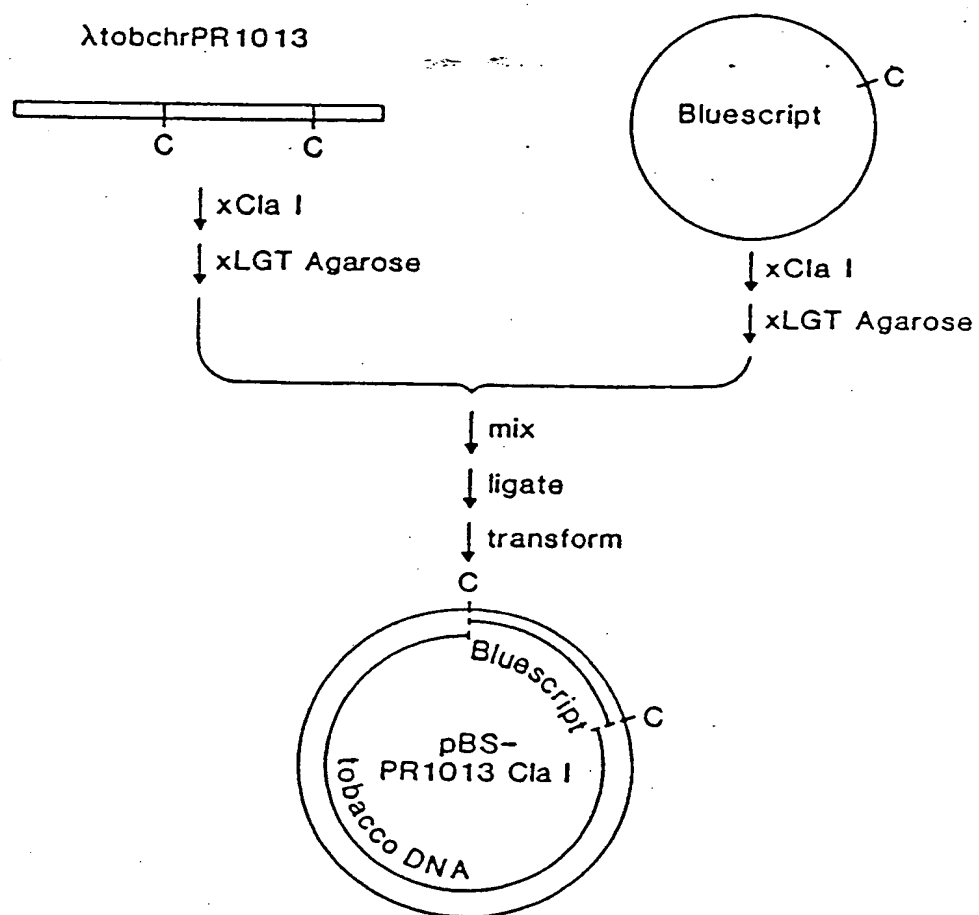 λtobchrPR1013
C C
xCla I
xLGT Agarose
Bluescript
C
xCla I
xLGT Agarose
mix
ligate
transform
C
Bluescript
C
pBS-
PR1013 Cla I
tobacco DNA